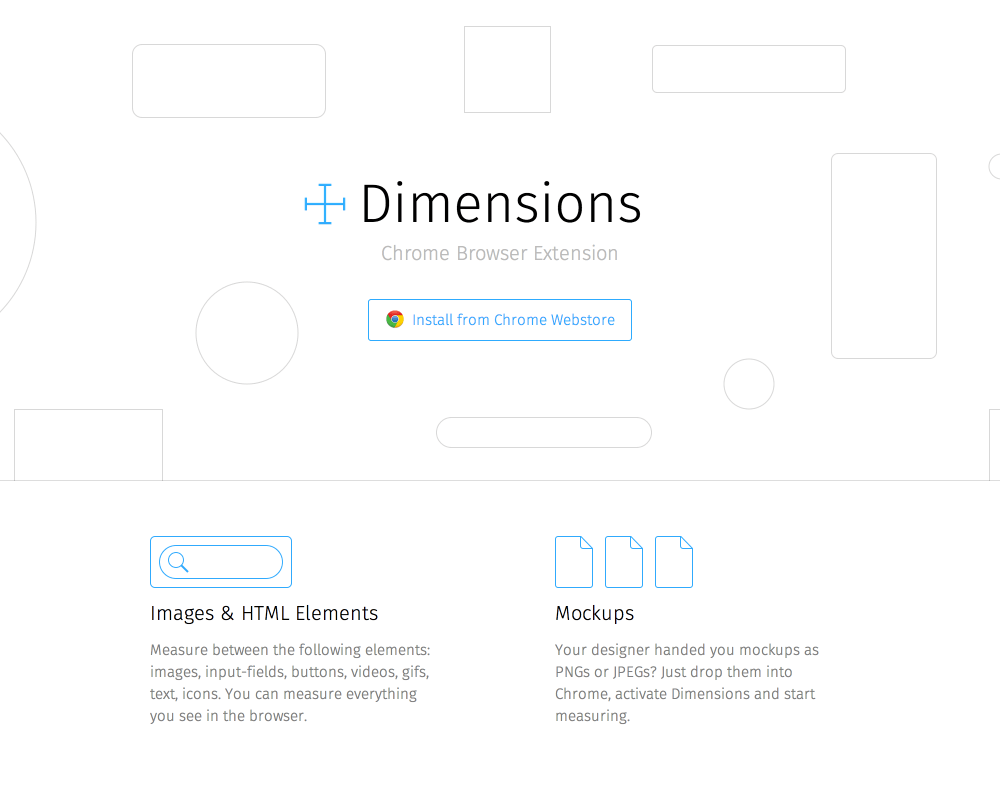 Dimensions
Chrome Browser Extension
Install from Chrome Webstore
Images & HTML Elements
Measure between the following elements:
images, input-fields, buttons, videos, gifs,
text, icons. You can measure everything
you see in the browser.
Mockups
Your designer handed you mockups as
PNGs or JPEGs? Just drop them into
Chrome, activate Dimensions and start
measuring.